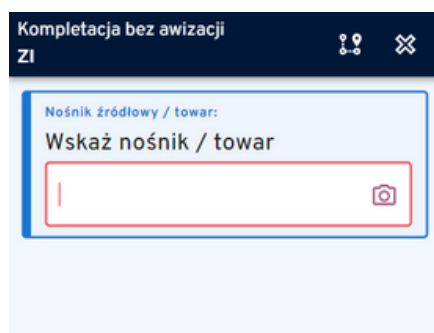 Kompletacja bez awizacji
ZI
Nośnik źródłowy / towar:
Wskaż nośnik / towar